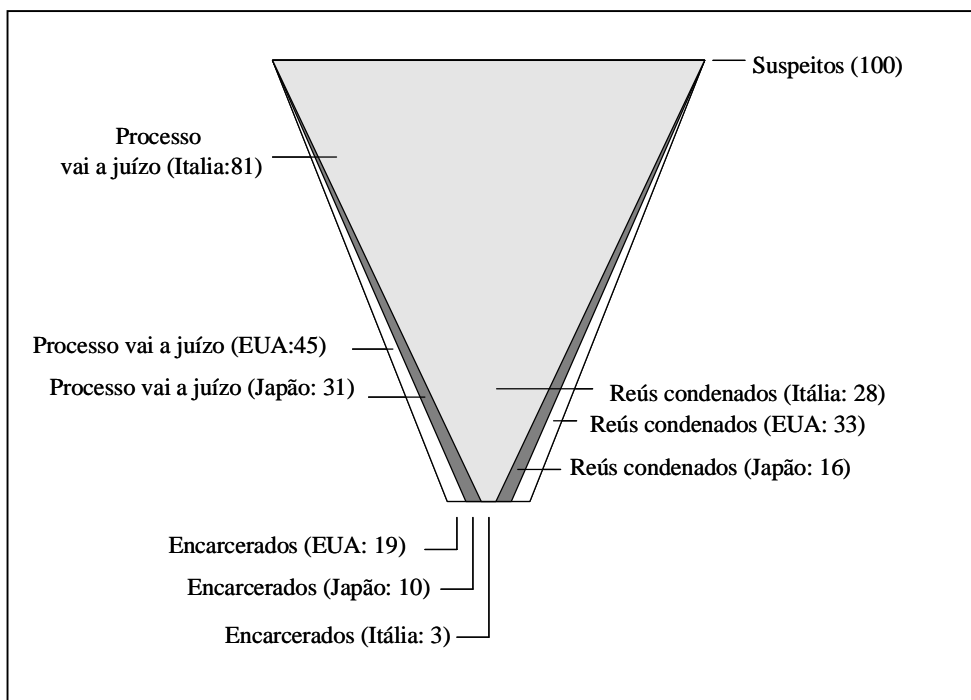 Suspeitos (100)
Processo
vai a juízo (Italia:81)
Processo vai a juízo (EUA:45)
Processo vai a juízo (Japão: 31)
Reús condenados (Itália: 28)
Reús condenados (EUA: 33)
Reús condenados (Japão: 16)
Encarcerados (EUA: 19)
Encarcerados (Japão: 10)
Encarcerados (Itália: 3)